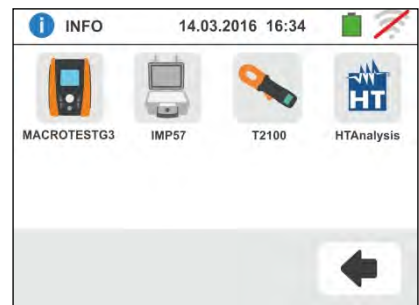 i INFO 14.03.2016 16:34
HT
MACROTESTG3 IMP57 T2100 HTAnalysis